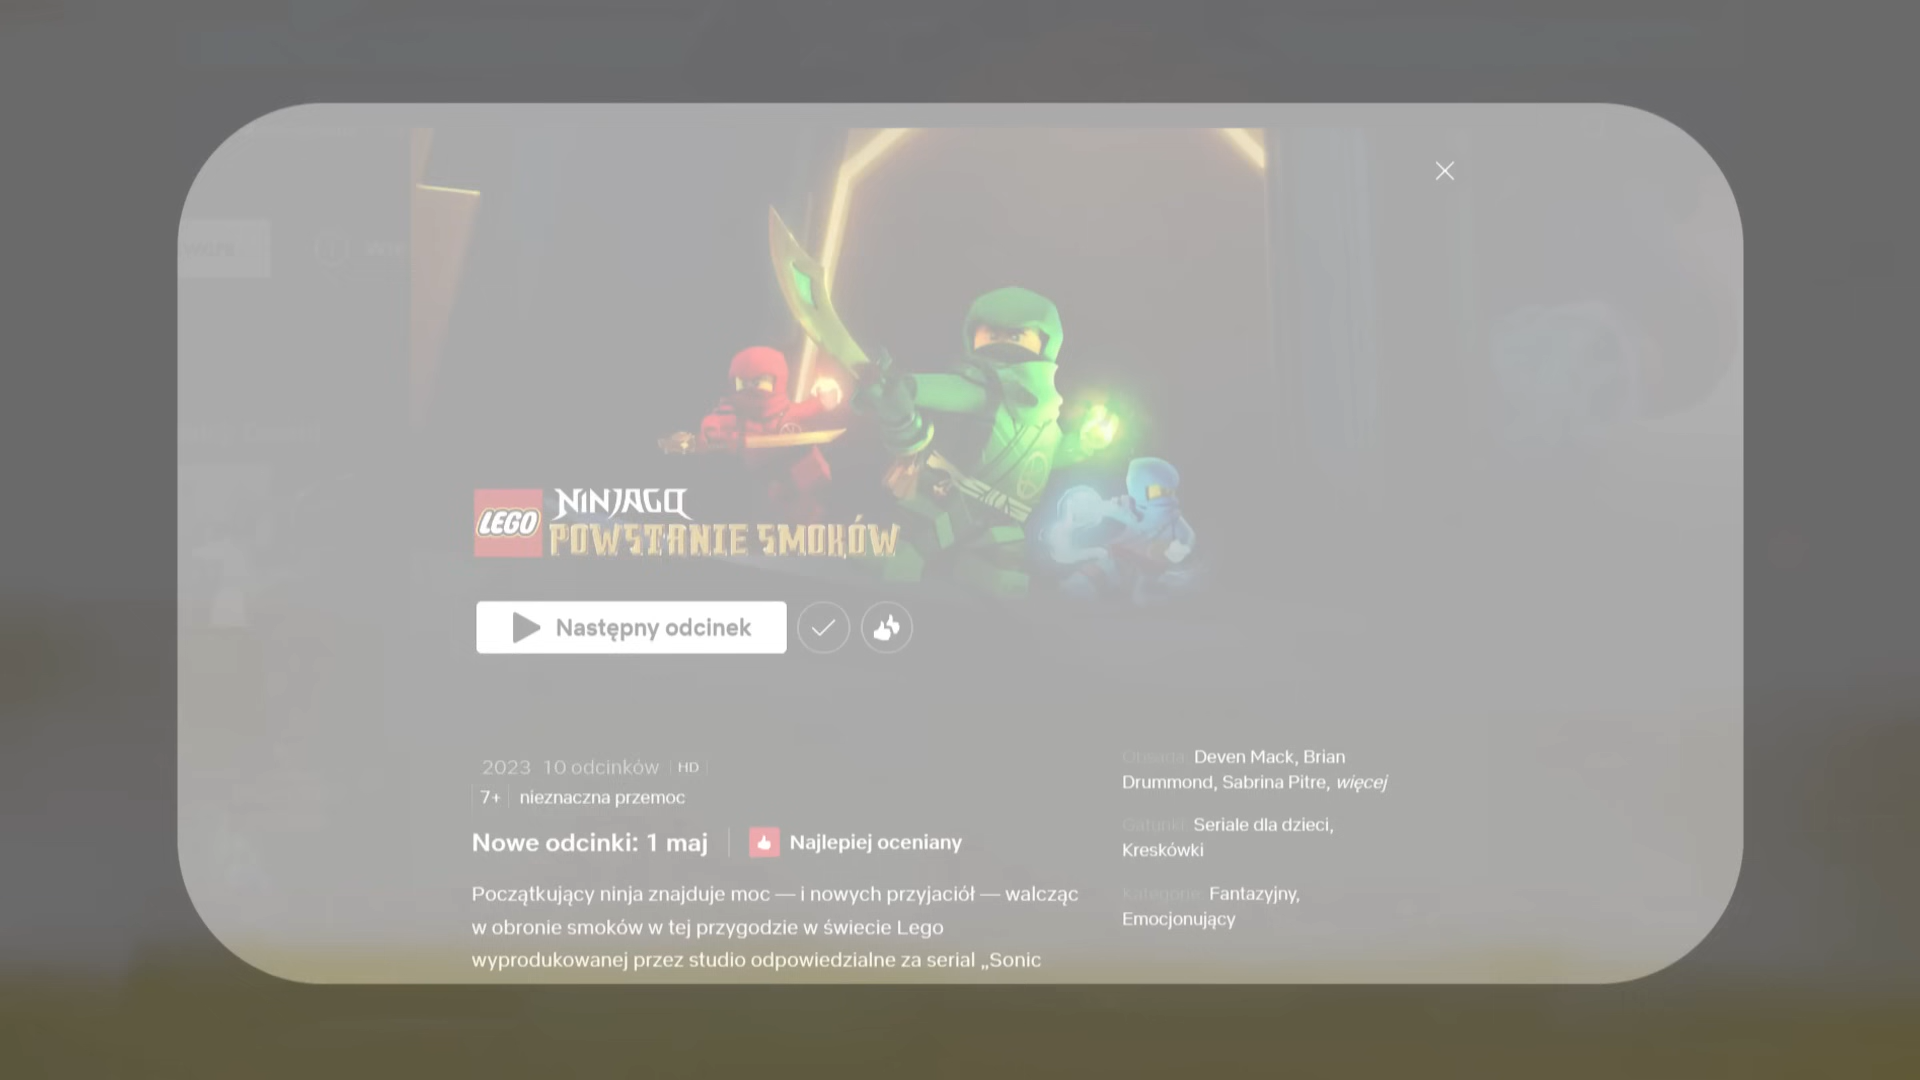 LEGO NINJAGO
POWSTANIE SMOKÓW
Następny odcinek
2023 10 odcinków HD
7+ nieznaczna przemoc
Nowe odcinki: 1 maj Najlepiej oceniany
Początkujący ninja znajduje moc — i nowych przyjaciół — walcząc
w obronie smoków w tej przygodzie w świecie Lego
wyprodukowanej przez studio odpowiedzialne za serial „Sonic
Obsada: Deven Mack, Brian
Drummond, Sabrina Pitre, więcej
Gatunki: Seriale dla dzieci,
Kreskówki
Kategorie: Fantazyjny,
Emocjonujący